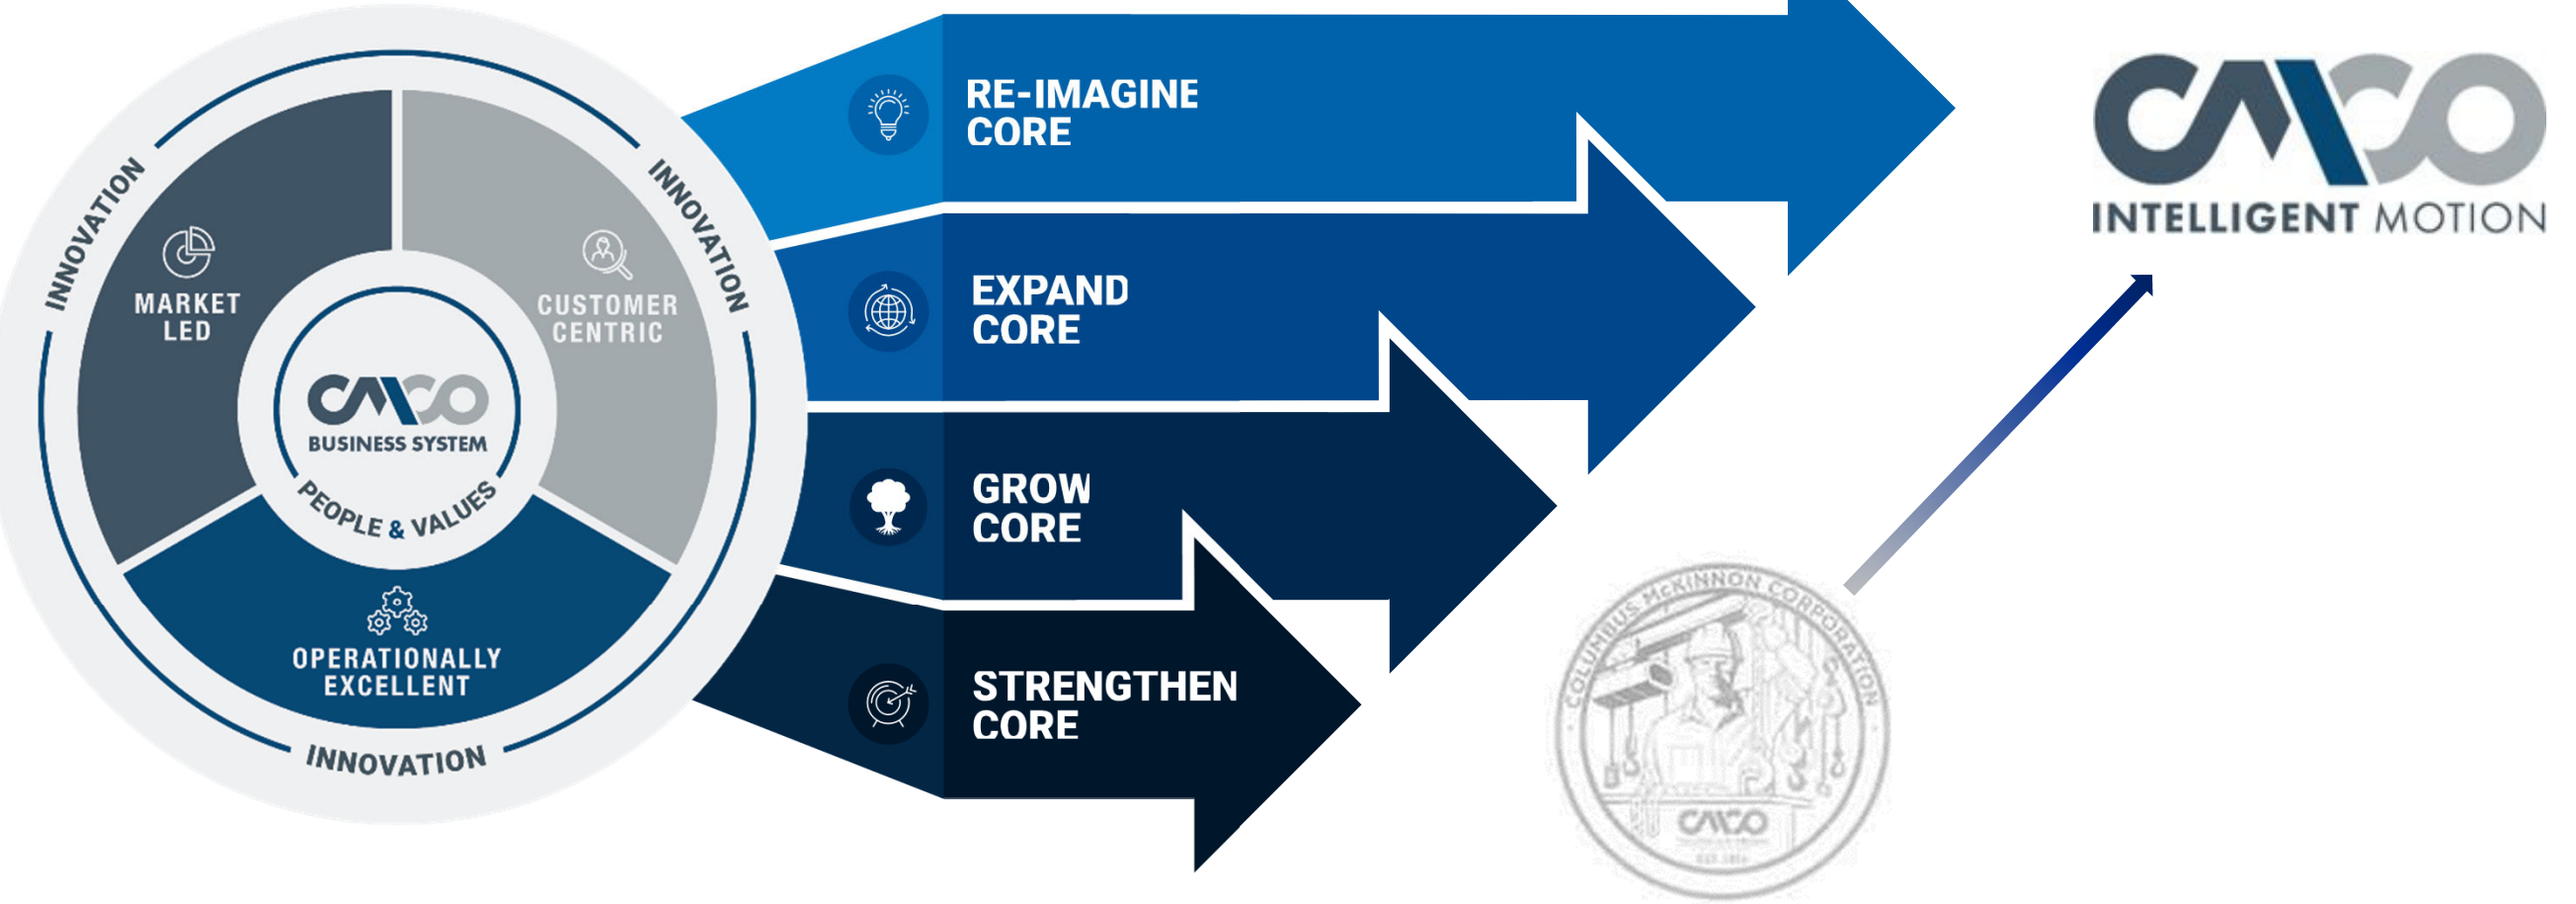 INNOVATION
INNOVATION
MARKET
LED
CUSTOMER
CENTRIC
CMCO
BUSINESS SYSTEM
PEOPLE & VALUES
OPERATIONALLY
EXCELLENT
INNOVATION
RE-IMAGINE
CORE
EXPAND
CORE
GROW
CORE
STRENGTHEN
CORE
CMCO
INTELLIGENT MOTION
COLUMBUS McKINNON CORPORATION
CMCO